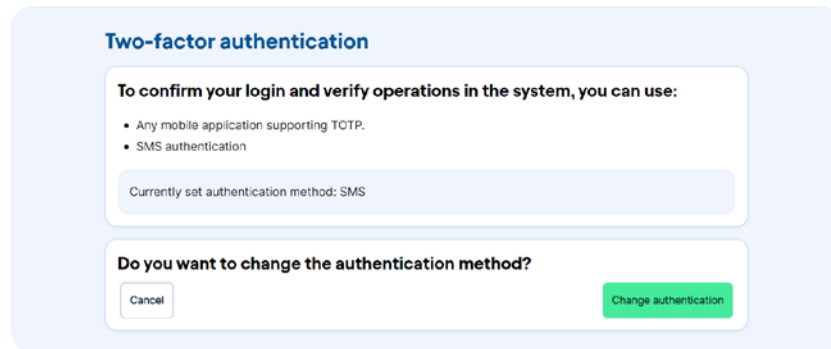 Two-factor authentication
To confirm your login and verify operations in the system, you can use:
• Any mobile application supporting TOTP.
• SMS authentication
Currently set authentication method: SMS
Do you want to change the authentication method?
Cancel
Change authentication